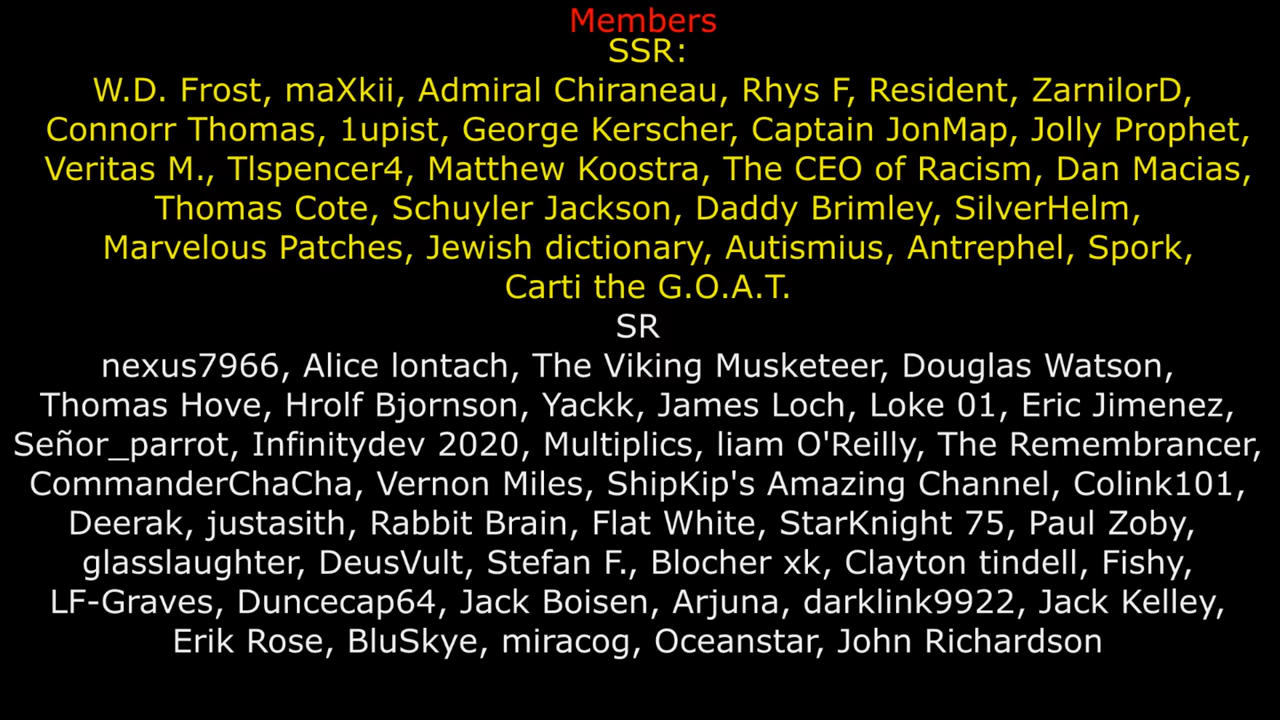 Members
SSR:
W.D. Frost, maXkii, Admiral Chiraneau, Rhys F, Resident, ZarnilorD,
Connorr Thomas, 1upist, George Kerscher, Captain JonMap, Jolly Prophet,
Veritas M., Tlspencer4, Matthew Koostra, The CEO of Racism, Dan Macias,
Thomas Cote, Schuyler Jackson, Daddy Brimley, SilverHelm,
Marvelous Patches, Jewish dictionary, Autismius, Antrephel, Spork,
Carti the G.O.A.T.
SR
nexus7966, Alice lontach, The Viking Musketeer, Douglas Watson,
Thomas Hove, Hrolf Bjornson, Yackk, James Loch, Loke 01, Eric Jimenez,
Señor_parrot, Infinitydev 2020, Multiplics, liam O'Reilly, The Remembrancer,
CommanderChaCha, Vernon Miles, ShipKip's Amazing Channel, Colink101,
Deerak, justasith, Rabbit Brain, Flat White, StarKnight 75, Paul Zoby,
glasslaughter, DeusVult, Stefan F., Blocher xk, Clayton tindell, Fishy,
LF-Graves, Duncecap64, Jack Boisen, Arjuna, darklink9922, Jack Kelley,
Erik Rose, BluSkye, miracog, Oceanstar, John Richardson